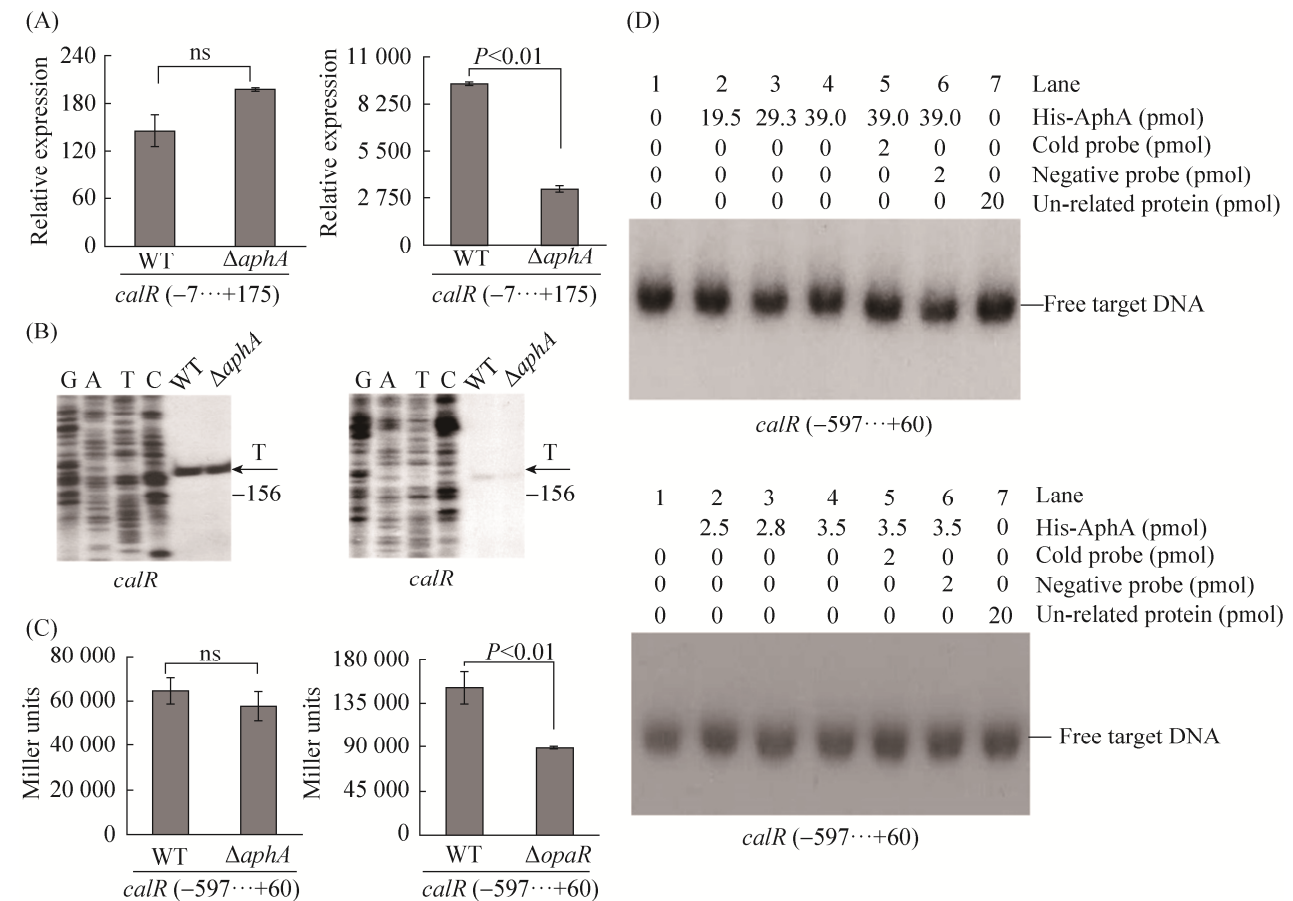 (A)
240
180
120
60
0
Relative expression
ns
WT ΔaphA
calR (−7···+175)
11 000
8 250
5 500
2 750
0
Relative expression
P<0.01
WT ΔaphA
calR (−7···+175)
(B)
G A T C WT ΔaphA
T
−156
calR
G A T C WT ΔaphA
T
−156
calR
(C)
80 000
60 000
40 000
20 000
0
Miller units
ns
WT ΔaphA
calR (−597···+60)
180 000
135 000
90 000
45 000
0
Miller units
P<0.01
WT ΔopaR
calR (−597···+60)
(D)
1 2 3 4 5 6 7 Lane
0 19.5 29.3 39.0 39.0 39.0 0 His-AphA (pmol)
0 0 0 0 2 0 0 Cold probe (pmol)
0 0 0 0 0 2 0 Negative probe (pmol)
0 0 0 0 0 0 20 Un-related protein (pmol)
Free target DNA
calR (−597···+60)
1 2 3 4 5 6 7 Lane
2.5 2.8 3.5 3.5 3.5 0 His-AphA (pmol)
0 0 0 0 2 0 0 Cold probe (pmol)
0 0 0 0 0 2 0 Negative probe (pmol)
0 0 0 0 0 0 20 Un-related protein (pmol)
Free target DNA
calR (−597···+60)